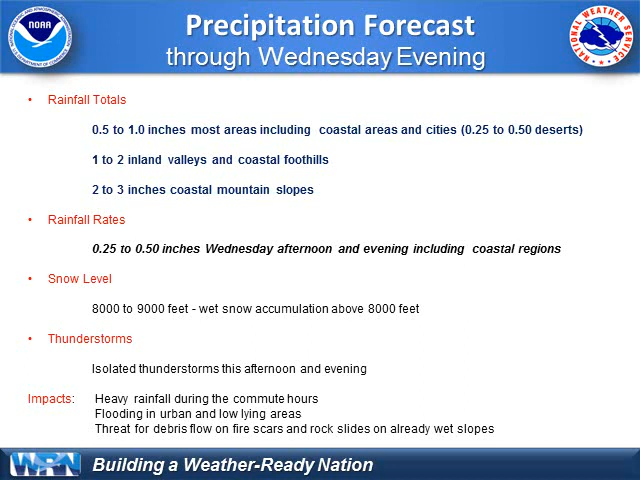 Precipitation Forecast
through Wednesday Evening
NOAA
NATIONAL WEATHER SERVICE
• Rainfall Totals
0.5 to 1.0 inches most areas including coastal areas and cities (0.25 to 0.50 deserts)
1 to 2 inland valleys and coastal foothills
2 to 3 inches coastal mountain slopes
• Rainfall Rates
0.25 to 0.50 inches Wednesday afternoon and evening including coastal regions
• Snow Level
8000 to 9000 feet - wet snow accumulation above 8000 feet
• Thunderstorms
Isolated thunderstorms this afternoon and evening
Impacts: Heavy rainfall during the commute hours
Flooding in urban and low lying areas
Threat for debris flow on fire scars and rock slides on already wet slopes
WRN Building a Weather-Ready Nation